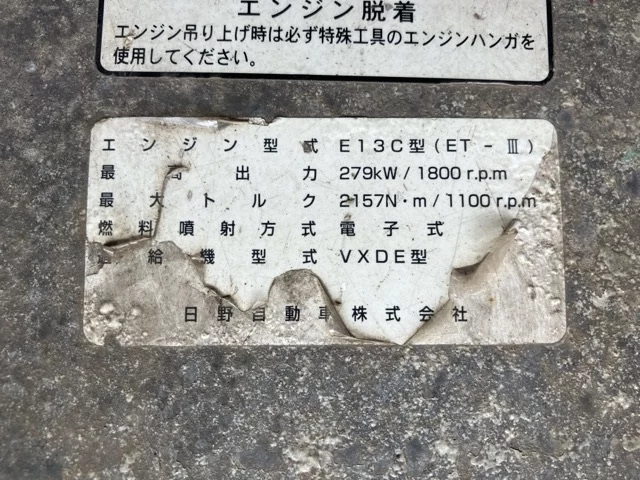 エンジン脱着
エンジン吊り上げ時は必ず特殊工具のエンジンハンガを
使用してください。
エンジン型式 E13C型(ET-Ⅲ)
最高出力 279kW/1800r.p.m
最大トルク 2157N・m/1100r.p.m
燃料噴射方式 電子式
過給機型式 VXDE型
日野自動車株式会社